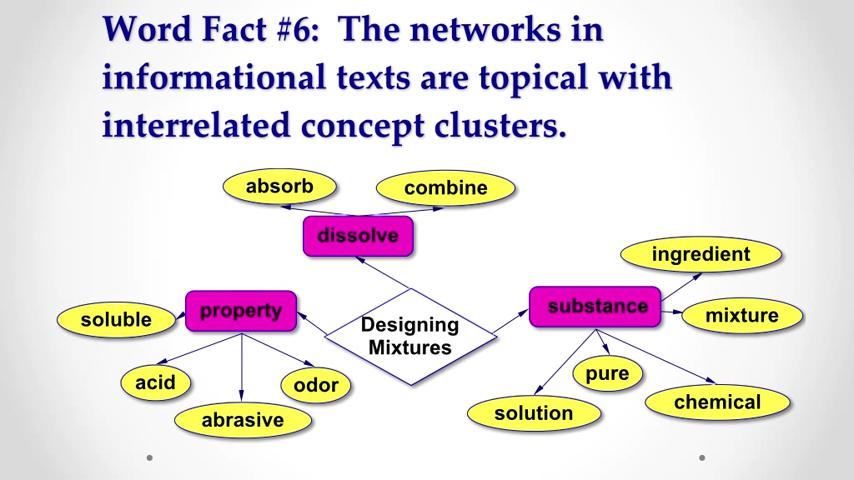 Word Fact #6: The networks in
informational texts are topical with
interrelated concept clusters.
absorb
combine
dissolve
ingredient
property
substance
soluble
Designing
Mixtures
mixture
acid
odor
pure
abrasive
solution
chemical